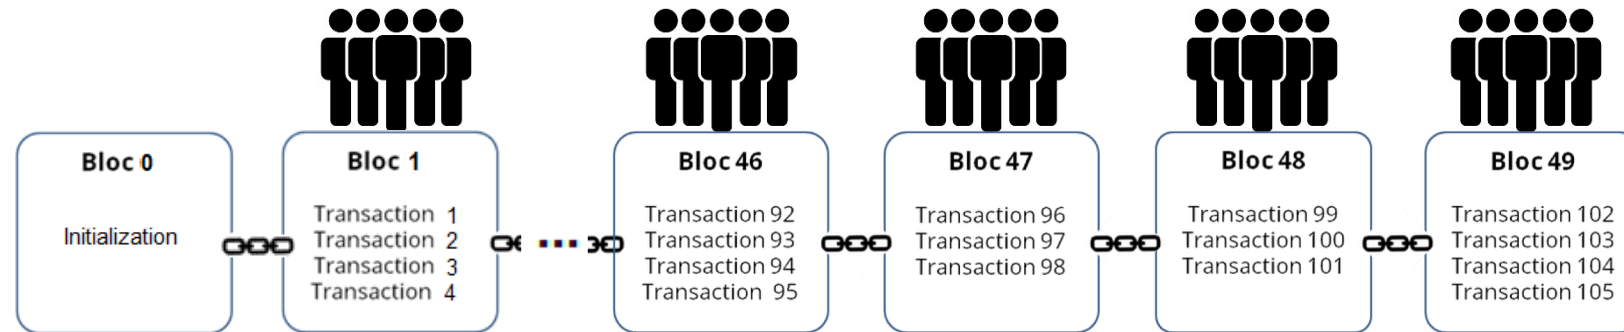 Bloc 0
Initialization
Bloc 1
Transaction 1
Transaction 2
Transaction 3
Transaction 4
Bloc 46
Transaction 92
Transaction 93
Transaction 94
Transaction 95
Bloc 47
Transaction 96
Transaction 97
Transaction 98
Bloc 48
Transaction 99
Transaction 100
Transaction 101
Bloc 49
Transaction 102
Transaction 103
Transaction 104
Transaction 105